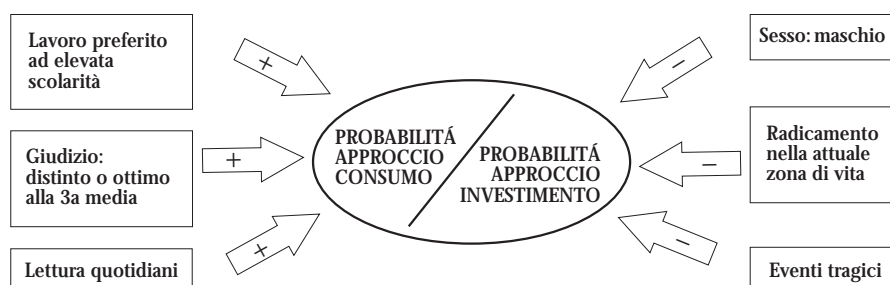 Lavoro preferito
ad elevata
scolarità
+
Giudizio:
distinto o ottimo
alla 3a media
+
Lettura quotidiani
+
PROBABILITÁ
APPROCCIO
CONSUMO
PROBABILITÁ
APPROCCIO
INVESTIMENTO
Sesso: maschio
–
Radicamento
nella attuale
zona di vita
–
Eventi tragici
–